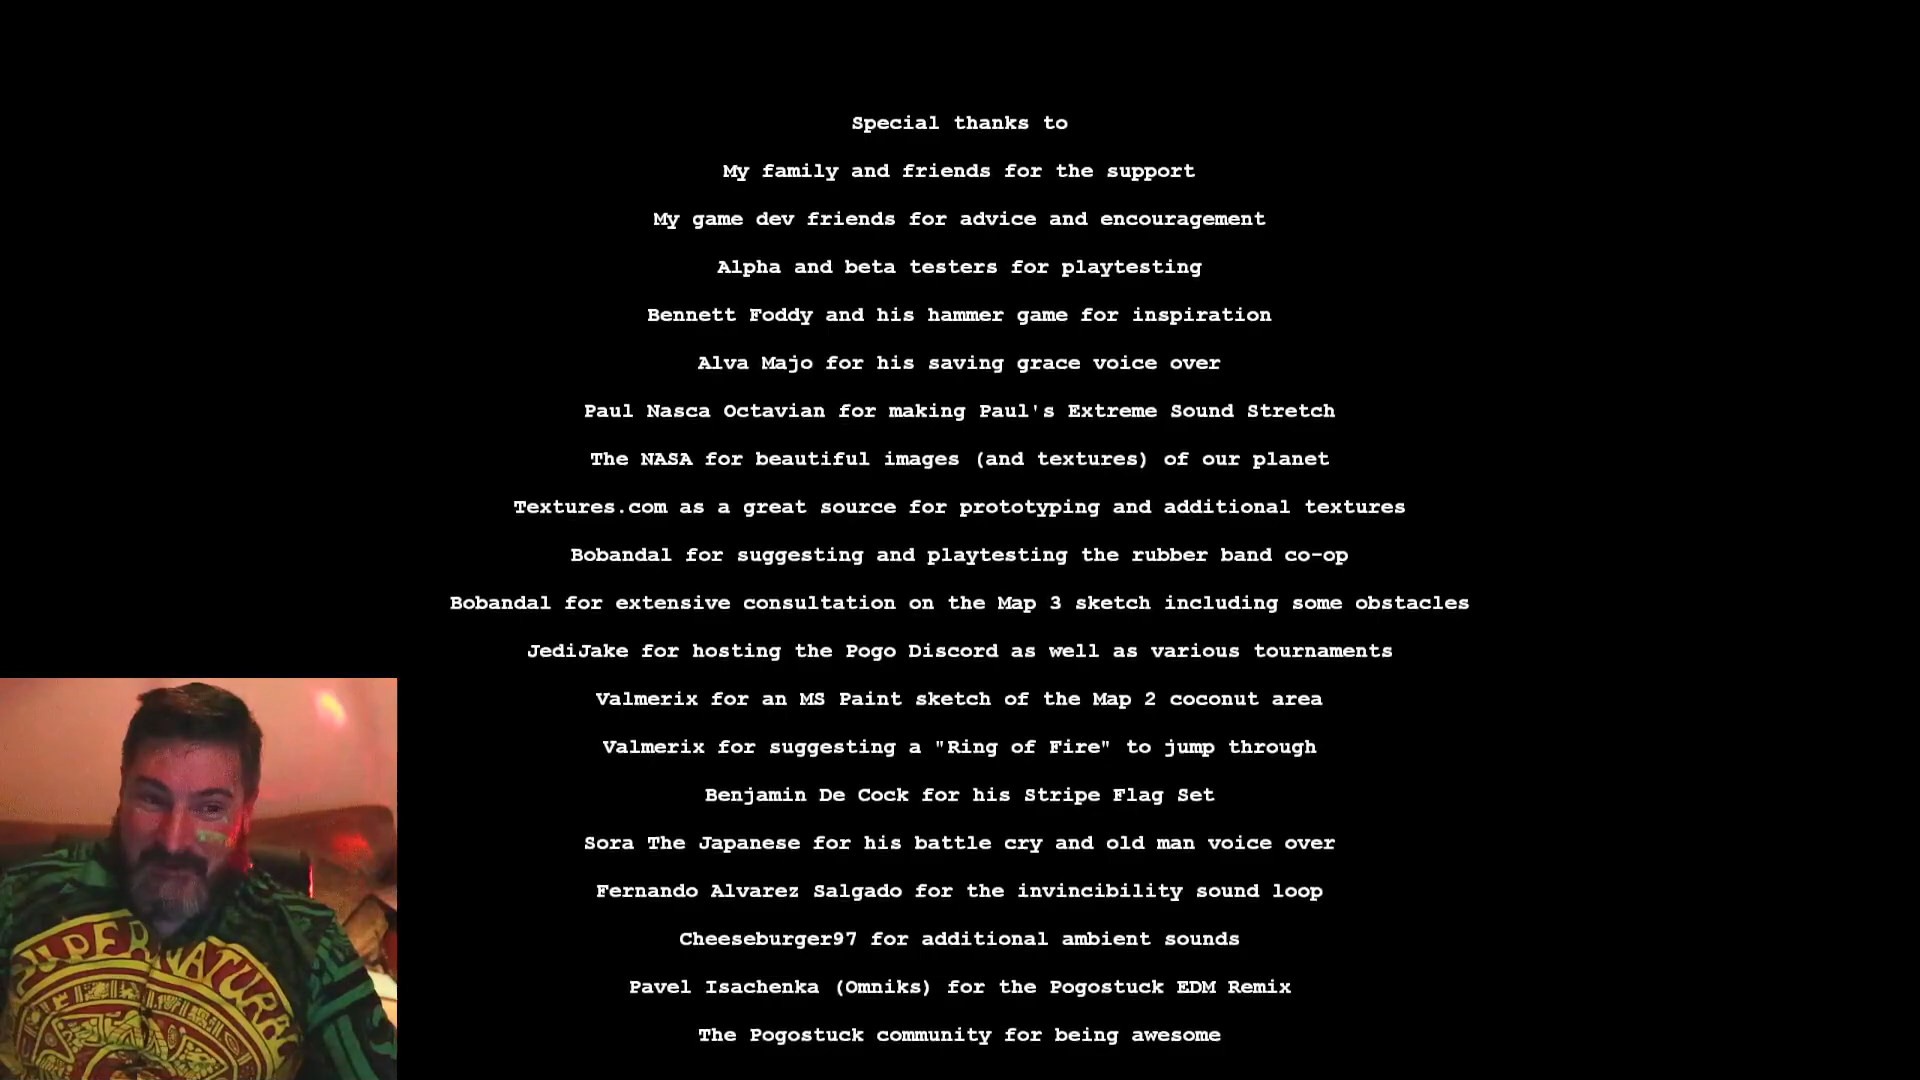 Special thanks to
My family and friends for the support
My game dev friends for advice and encouragement
Alpha and beta testers for playtesting
Bennett Foddy and his hammer game for inspiration
Alva Majo for his saving grace voice over
Paul Nasca Octavian for making Paul's Extreme Sound Stretch
The NASA for beautiful images (and textures) of our planet
Textures.com as a great source for prototyping and additional textures
Bobandal for suggesting and playtesting the rubber band co-op
Bobandal for extensive consultation on the Map 3 sketch including some obstacles
JediJake for hosting the Pogo Discord as well as various tournaments
Valmerix for an MS Paint sketch of the Map 2 coconut area
Valmerix for suggesting a "Ring of Fire" to jump through
Benjamin De Cock for his Stripe Flag Set
Sora The Japanese for his battle cry and old man voice over
Fernando Alvarez Salgado for the invincibility sound loop
Cheeseburger97 for additional ambient sounds
Pavel Isachenka (Omniks) for the Pogostuck EDM Remix
The Pogostuck community for being awesome
SUPERNATURA